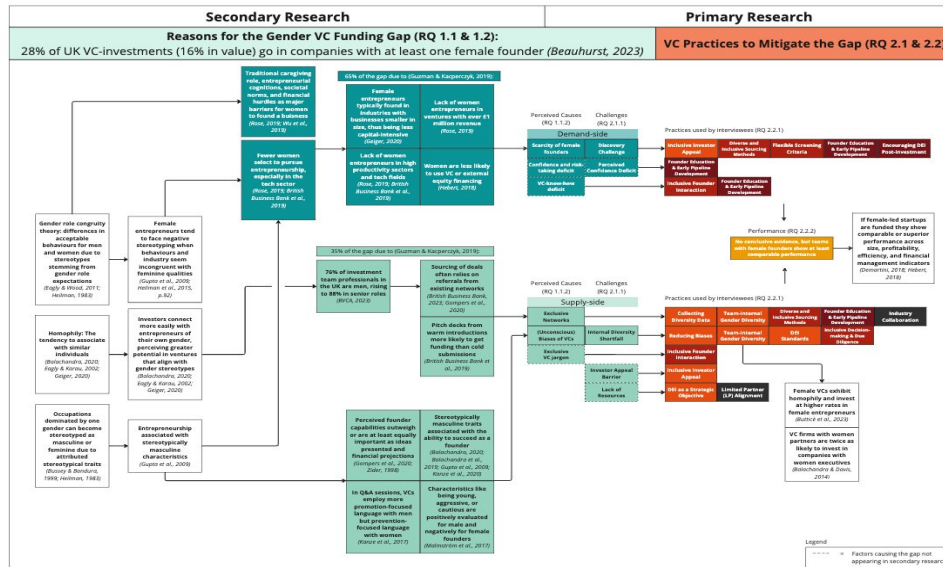 Secondary Research
Primary Research
Reasons for the Gender VC Funding Gap (RQ 1.1 & 1.2):
28% of UK VC-investments (16% in value) go in companies with at least one female founder (Beauhurst, 2023)
VC Practices to Mitigate the Gap (RQ 2.1 & 2.2)
Traditional caregiving
role, entrepreneurial
cognitions, societal
norms, and financial
hurdles as major
barriers for women to
found a buisness
(Rose, 2019; Wu et al.,
2019)
Fewer women
select to pursue
entrepreneurship,
especially in the
tech sector
(Rose, 2019; British
Business Bank et al.,
2019)
65% of the gap due to (Guzman & Kacperczyk, 2019):
Female
entrepreneurs
typically found in
industries with
businesses smaller in
size, thus being less
capital-intensive
(Geiger, 2020)
Lack of women
entrepreneurs in
ventures with over £1
million revenue
(Rose, 2019)
Lack of women
entrepreneurs in high
productivity sectors
and tech fields
(Rose, 2019; British
Business Bank et al.,
2019)
Women are less likely
to use VC or external
equity financing
(Hebert, 2018)
Gender role congruity
theory: differences in
acceptable
behaviours for men
and women due to
stereotypes
stemming from
gender role
expectations
(Eagly & Wood, 2011;
Heilman, 1983)
Female
entrepreneurs tend
to face negative
stereotyping when
behaviours and
industry seem
incongruent with
feminine qualities
(Gupta et al., 2009;
Heilman et al., 2015,
p.92)
Homophily: The
tendency to associate
with similar
individuals
(Balachandra, 2020;
Eagly & Karau, 2002;
Geiger, 2020)
Investors connect
more easily with
entrepreneurs of
their own gender,
perceiving greater
potential in ventures
that align with
gender stereotypes
(Balachandra, 2020;
Eagly & Karau, 2002;
Geiger, 2020)
Occupations
dominated by one
gender can become
stereotyped as
masculine or
feminine due to
attributed
stereotypical traits
(Bussey & Bandura,
1999; Heilman, 1983)
Entrepreneurship
associated with
stereotypically
masculine
characteristics
(Gupta et al., 2009)
35% of the gap due to (Guzman & Kacperczyk, 2019):
76% of investment
team professionals in
the UK are men, rising
to 88% in senior roles
(BVCA, 2023)
Sourcing of deals
often relies on
referrals from
existing networks
(British Business Bank,
2023; Gompers et al.,
2020)
Pitch decks from
warm introductions
more likely to get
funding than cold
submissions
(British Business Bank et
al., 2019)
Perceived founder
capabilities outweigh
or are at least equally
important as ideas
presented and
financial projections
(Gompers et al., 2020;
Zider, 1998)
Stereotypically
masculine traits
associated with the
ability to succeed as a
founder
(Balachandra, 2020;
Balachandra et al.,
2019; Gupta et al., 2009;
Kanze et al., 2020)
In Q&A sessions, VCs
employ more
promotion-focused
language with men
but prevention-
focused language
with women
(Kanze et al., 2017)
Characteristics like
being young,
aggressive, or
cautious are
positively evaluated
for male and
negatively for female
founders
(Malmström et al., 2017)
Perceived Causes
(RQ 1.1.2)
Challenges
(RQ 2.1.1)
Demand-side
Scarcity of female
founders
Discovery
Challenge
Confidence and risk-
taking deficit
Perceived
Confidence Deficit
VC-know-how
deficit
Practices used by interviewees (RQ 2.2.1)
Inclusive Investor
Appeal
Diverse and
Inclusive Sourcing
Methods
Flexible Screening
Criteria
Founder Education
& Early Pipeline
Development
Encouraging DEI
Post-Investment
Founder Education
& Early Pipeline
Development
Inclusive Founder
Interaction
Founder Education
& Early Pipeline
Development
Performance (RQ 2.2.2)
No conclusive evidence, but teams
with female founders show at least
comparable performance
If female-led startups
are funded they show
comparable or superior
performance across
size, profitability,
efficiency, and financial
management indicators
(Demartini, 2018; Hebert,
2018)
Perceived Causes
(RQ 1.1.2)
Challenges
(RQ 2.1.1)
Supply-side
Exclusive
Networks
(Unconscious)
Biases of VCs
Internal Diversity
Shortfall
Exclusive
VC jargon
Investor Appeal
Barrier
Lack of
Resources
Practices used by interviewees (RQ 2.2.1)
Collecting
Diversity Data
Team-Internal
Gender Diversity
Diverse and
Inclusive Sourcing
Methods
Founder Education
& Early Pipeline
Development
Industry
Collaboration
Reducing Biases
Team-Internal
Gender Diversity
DEI
Standards
Inclusive Decision-
making & Due
Diligence
Inclusive Founder
Interaction
Inclusive Investor
Appeal
DEI as a Strategic
Objective
Limited Partner
(LP) Alignment
Female VCs exhibit
homophily and invest
at higher rates in
female entrepreneurs
(Butticè et al., 2023)
VC firms with women
partners are twice as
likely to invest in
companies with
women executives
(Balachandra & Davis,
2014)
Legend
Factors causing the gap not
appearing in secondary research